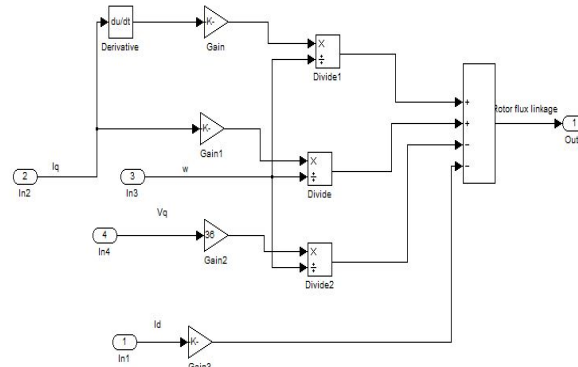 du/dt
Derivative
K-
Gain
X
÷
Divide1
Rotor flux linkage
+
+
−
−
1
Out
K-
Gain1
X
÷
Divide
2
In2
Iq
3
In3
w
Vq
4
In4
36
Gain2
X
÷
Divide2
Id
1
In1
K-
Gain3